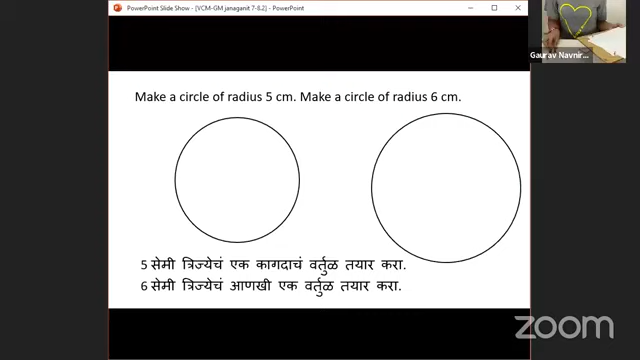 PowerPoint Slide Show - [VCM-GM janaganit 7-8.2] - PowerPoint
Gaurav Navnir...
Make a circle of radius 5 cm. Make a circle of radius 6 cm.
5 सेमी त्रिज्येचं एक कागदाचं वर्तुळ तयार करा.
6 सेमी त्रिज्येचं आणखी एक वर्तुळ तयार करा.
zoom